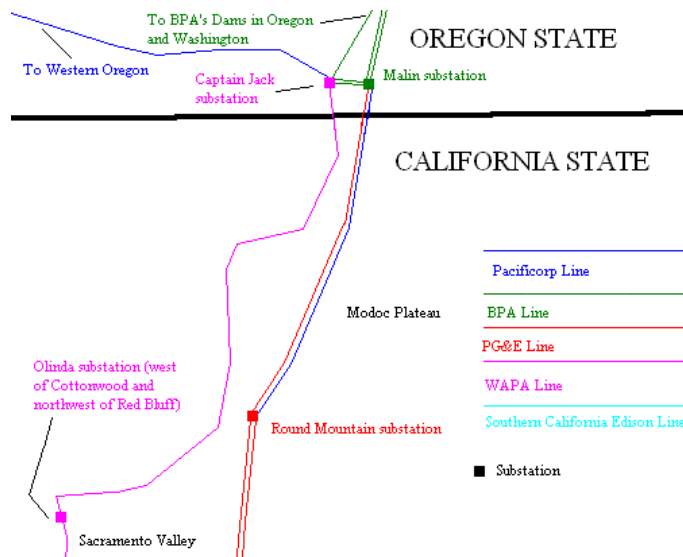 To BPA's Dams in Oregon
and Washington
OREGON STATE
To Western Oregon
Captain Jack
substation
Malin substation
CALIFORNIA STATE
Pacificorp Line
Modoc Plateau
BPA Line
PG&E Line
Olinda substation (west
of Cottonwood and
northwest of Red Bluff)
WAPA Line
Southern California Edison Line
Round Mountain substation
Substation
Sacramento Valley